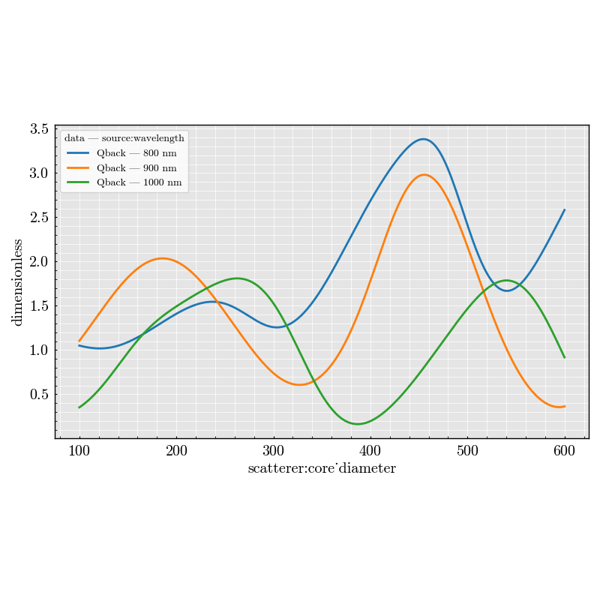 3.5
3.0
2.5
2.0
1.5
1.0
0.5
dimensionless
data — source:wavelength
Qback — 800 nm
Qback — 900 nm
Qback — 1000 nm
100 200 300 400 500 600
scatterer:core˙diameter